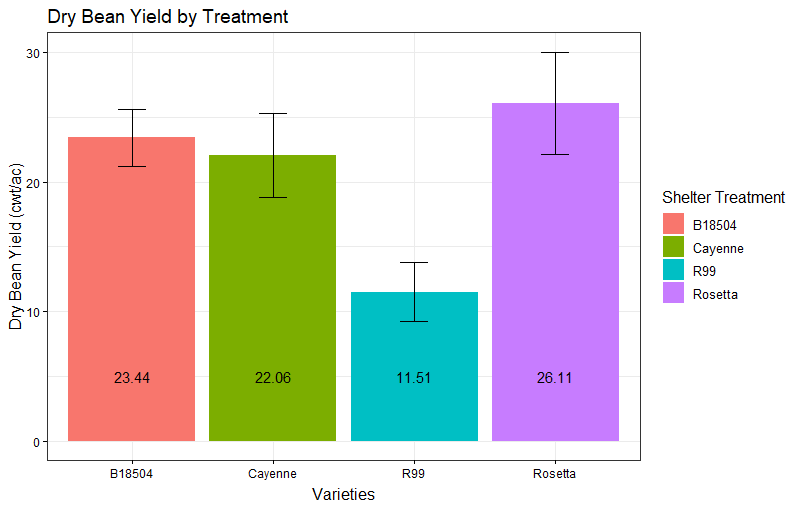 Dry Bean Yield by Treatment
Dry Bean Yield (cwt/ac)
30
20
10
0
23.44
22.06
11.51
26.11
B18504
Cayenne
R99
Rosetta
Varieties
Shelter Treatment
B18504
Cayenne
R99
Rosetta